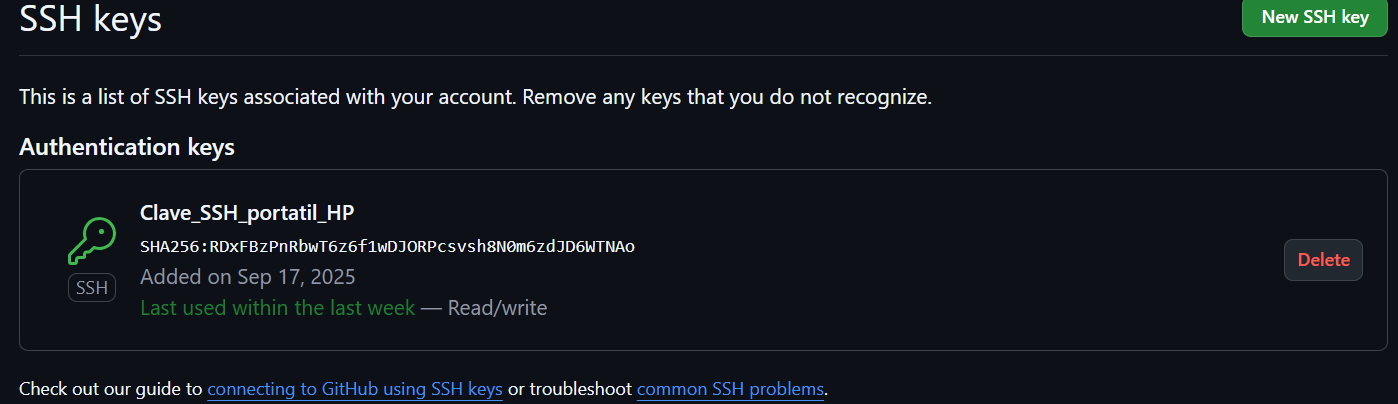 SSH keys
New SSH key
This is a list of SSH keys associated with your account. Remove any keys that you do not recognize.
Authentication keys
Clave_SSH_portatil_HP
SHA256:RDxFBzPnRbwT6z6f1wDJORPcsvsh8N0m6zdJD6WTNAo
SSH
Added on Sep 17, 2025
Last used within the last week — Read/write
Delete
Check out our guide to connecting to GitHub using SSH keys or troubleshoot common SSH problems.